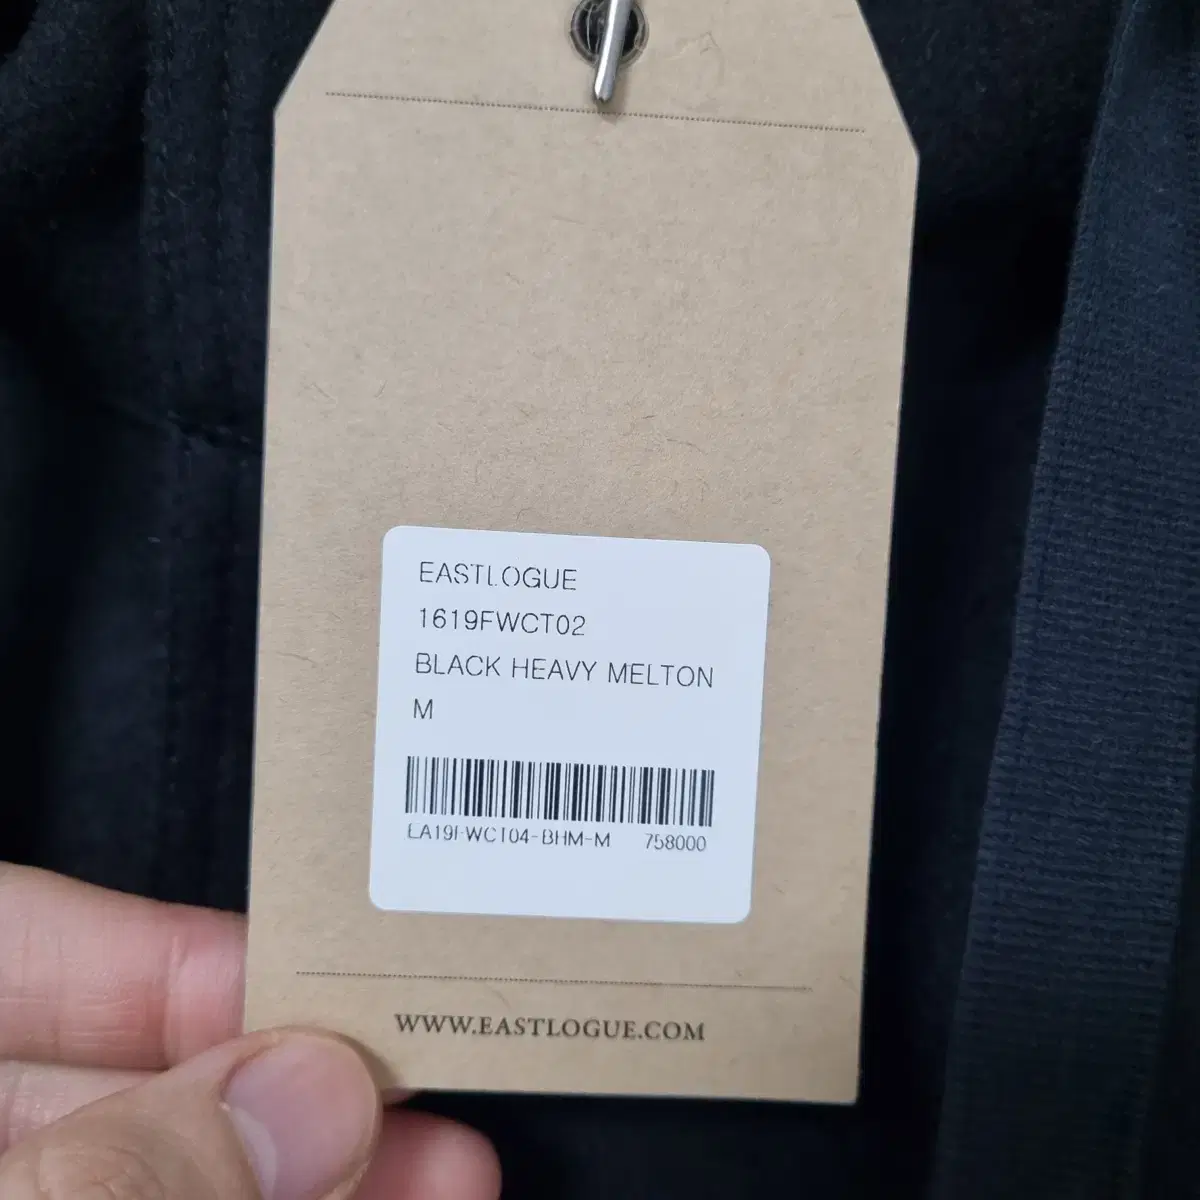 EASTLOGUE
1619FWCT02
BLACK HEAVY MELTON
M
EA19FWCT04-BHM-M 758000
WWW.EASTLOGUE.COM